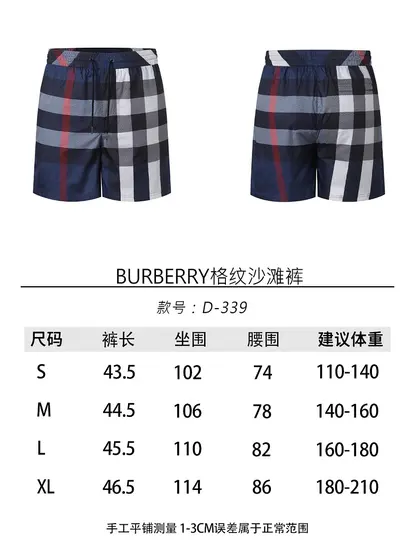 BURBERRY格纹沙滩裤
款号：D-339
尺码 裤长 坐围 腰围 建议体重
S 43.5 102 74 110-140
M 44.5 106 78 140-160
L 45.5 110 82 160-180
XL 46.5 114 86 180-210
手工平铺测量 1-3CM误差属于正常范围